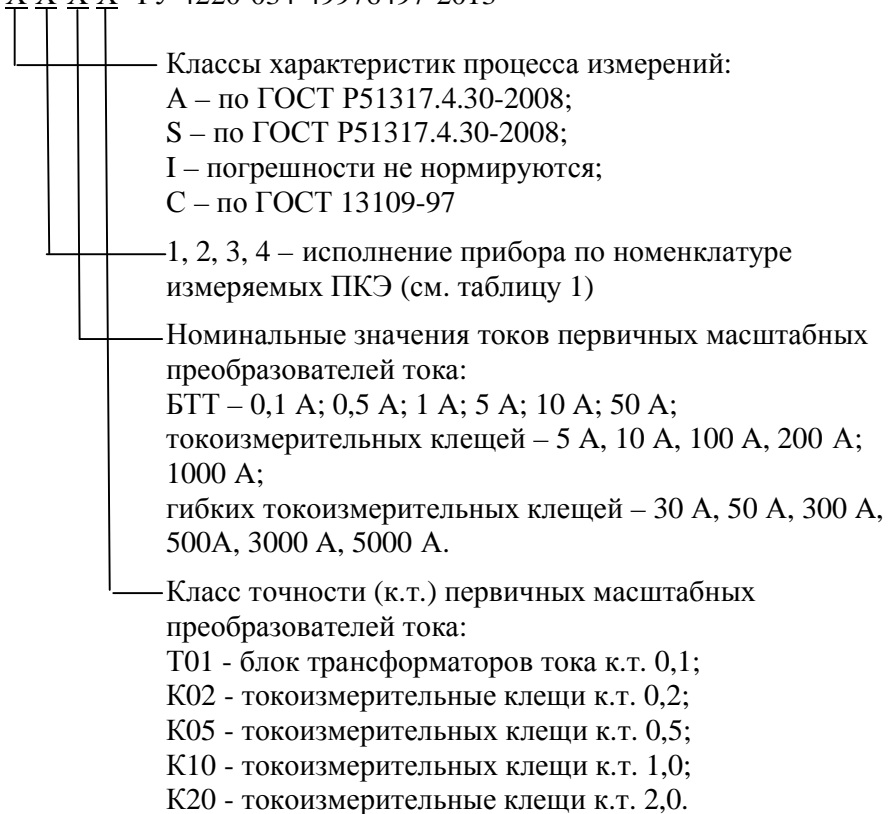 Х Х Х Х ТУ 4220-034-49976497-2013
Классы характеристик процесса измерений:
А – по ГОСТ Р51317.4.30-2008;
S – по ГОСТ Р51317.4.30-2008;
I – погрешности не нормируются;
С – по ГОСТ 13109-97
1, 2, 3, 4 – исполнение прибора по номенклатуре
измеряемых ПКЭ (см. таблицу 1)
Номинальные значения токов первичных масштабных
преобразователей тока:
БТТ – 0,1 А; 0,5 А; 1 А; 5 А; 10 А; 50 А;
токоизмерительных клещей – 5 А, 10 А, 100 А, 200 А;
1000 А;
гибких токоизмерительных клещей – 30 А, 50 А, 300 А,
500А, 3000 А, 5000 А.
Класс точности (к.т.) первичных масштабных
преобразователей тока:
Т01 - блок трансформаторов тока к.т. 0,1;
К02 - токоизмерительные клещи к.т. 0,2;
К05 - токоизмерительных клещи к.т. 0,5;
К10 - токоизмерительные клещи к.т. 1,0;
К20 - токоизмерительные клещи к.т. 2,0.